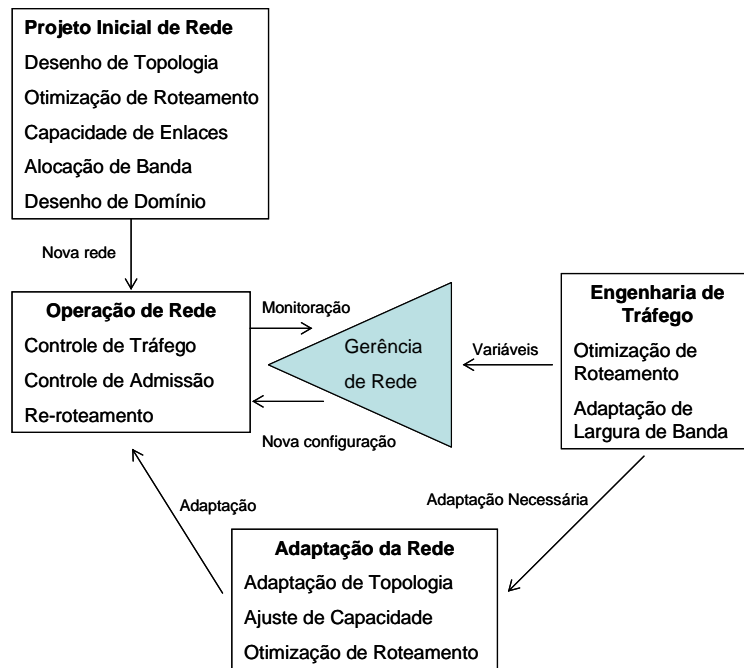 Projeto Inicial de Rede
Desenho de Topologia
Otimização de Roteamento
Capacidade de Enlaces
Alocação de Banda
Desenho de Domínio
Nova rede
Operação de Rede
Controle de Tráfego
Controle de Admissão
Re-roteamento
Monitoração
Nova configuração
Gerência
de Rede
Variáveis
Engenharia de
Tráfego
Otimização de
Roteamento
Adaptação de
Largura de Banda
Adaptação
Adaptação Necessária
Adaptação da Rede
Adaptação de Topologia
Ajuste de Capacidade
Otimização de Roteamento